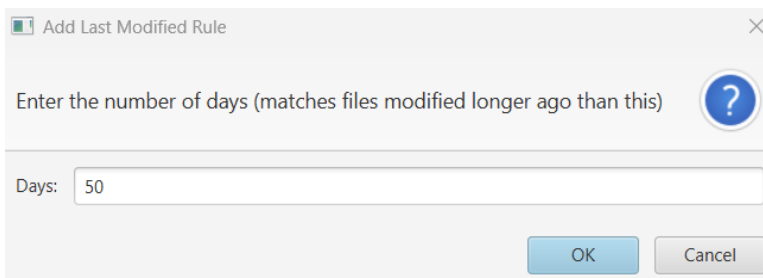 Add Last Modified Rule
Enter the number of days (matches files modified longer ago than this)
?
Days: 50
OK Cancel